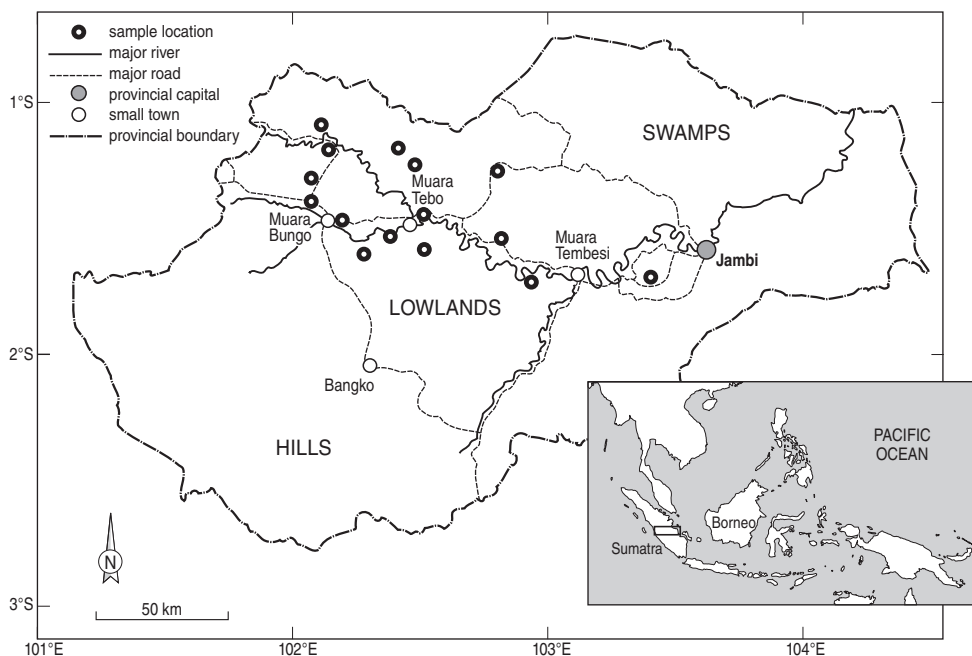 sample location
major river
major road
provincial capital
small town
provincial boundary
1°S
2°S
3°S
101°E
102°E
103°E
104°E
SWAMPS
Muara
Tebo
Muara
Bungo
Muara
Tembesi
Jambi
LOWLANDS
Bangko
HILLS
N
50 km
PACIFIC
OCEAN
Borneo
Sumatra